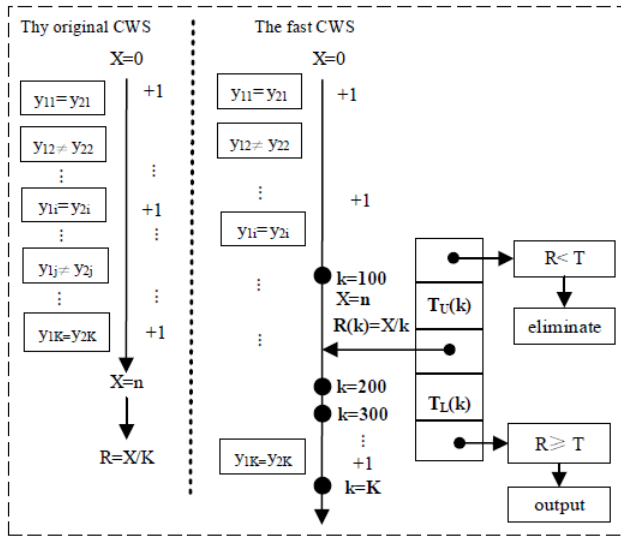 Thy original CWS
X=0
y11=y21
+1
y12≠y22
⋮
⋮
⋮
y1i=y2i
+1
⋮
⋮
y1j≠y2j
⋮
⋮
y1K=y2K
+1
X=n
R=X/K
The fast CWS
X=0
y11=y21
+1
y12≠y22
⋮
+1
y1i=y2i
⋮
k=100
X=n
R(k)=X/k
⋮
k=200
k=300
⋮
y1K=y2K
+1
k=K
TU(k)
TL(k)
R< T
eliminate
R≥ T
output